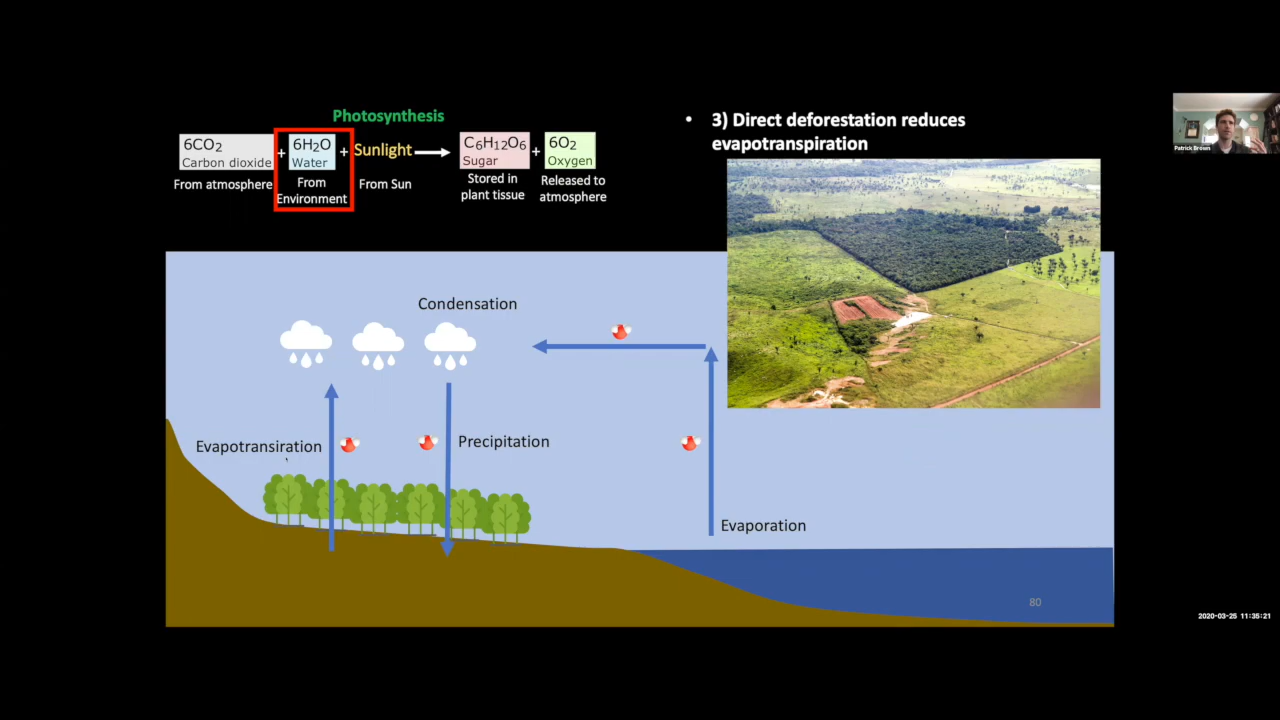 Photosynthesis
6CO₂ + 6H₂O + Sunlight → C₆H₁₂O₆ + 6O₂
Carbon dioxide Water Sugar Oxygen
From atmosphere From Environment From Sun Stored in plant tissue Released to atmosphere
• 3) Direct deforestation reduces
evapotranspiration
Patrick Brown
Condensation
Evapotransiration
Precipitation
Evaporation
80
2020-03-25 11:35:21